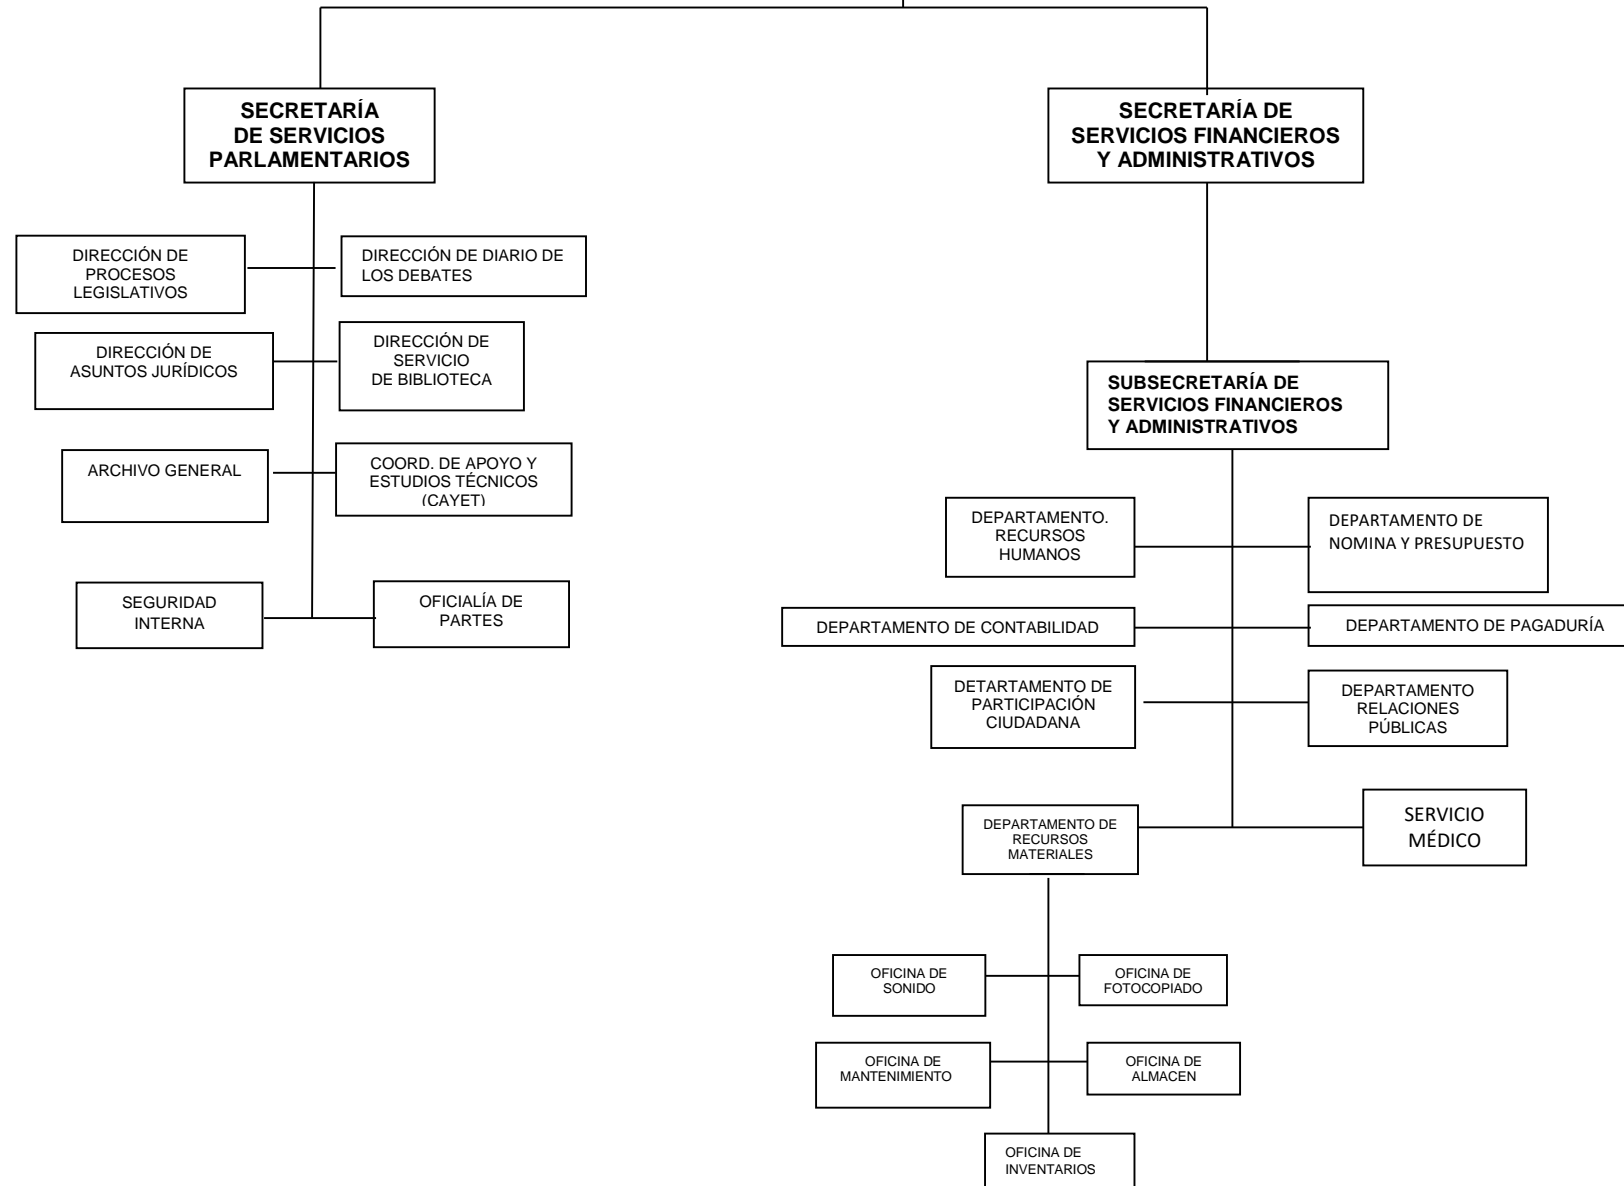 SECRETARÍA
DE SERVICIOS
PARLAMENTARIOS
SECRETARÍA DE
SERVICIOS FINANCIEROS
Y ADMINISTRATIVOS
DIRECCIÓN DE
PROCESOS
LEGISLATIVOS
DIRECCIÓN DE DIARIO DE
LOS DEBATES
DIRECCIÓN DE
ASUNTOS JURÍDICOS
DIRECCIÓN DE
SERVICIO
DE BIBLIOTECA
SUBSECRETARÍA DE
SERVICIOS FINANCIEROS
Y ADMINISTRATIVOS
ARCHIVO GENERAL
COORD. DE APOYO Y
ESTUDIOS TÉCNICOS
(CAYET)
DEPARTAMENTO.
RECURSOS
HUMANOS
DEPARTAMENTO DE
NOMINA Y PRESUPUESTO
SEGURIDAD
INTERNA
OFICIALÍA DE
PARTES
DEPARTAMENTO DE CONTABILIDAD
DEPARTAMENTO DE PAGADURÍA
DETARTAMENTO DE
PARTICIPACIÓN
CIUDADANA
DEPARTAMENTO
RELACIONES
PÚBLICAS
DEPARTAMENTO DE
RECURSOS
MATERIALES
SERVICIO
MÉDICO
OFICINA DE
SONIDO
OFICINA DE
FOTOCOPIADO
OFICINA DE
MANTENIMIENTO
OFICINA DE
ALMACEN
OFICINA DE
INVENTARIOS